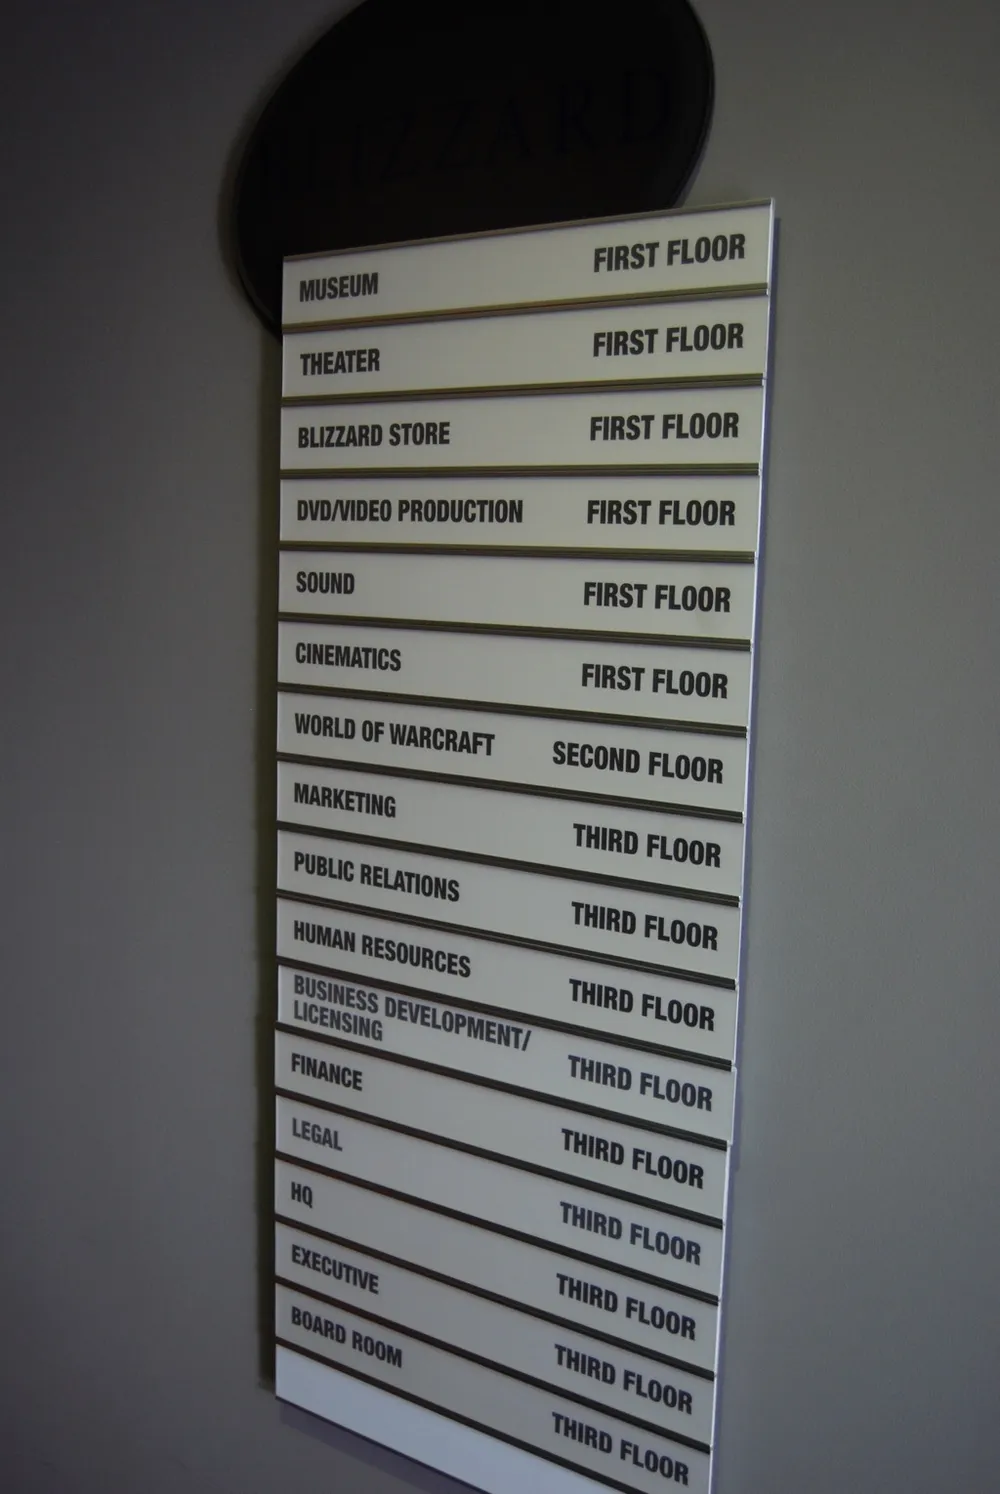 BLIZZARD
MUSEUM FIRST FLOOR
THEATER FIRST FLOOR
BLIZZARD STORE FIRST FLOOR
DVD/VIDEO PRODUCTION FIRST FLOOR
SOUND FIRST FLOOR
CINEMATICS FIRST FLOOR
WORLD OF WARCRAFT SECOND FLOOR
MARKETING THIRD FLOOR
PUBLIC RELATIONS THIRD FLOOR
HUMAN RESOURCES THIRD FLOOR
BUSINESS DEVELOPMENT/
LICENSING THIRD FLOOR
FINANCE THIRD FLOOR
LEGAL THIRD FLOOR
HQ THIRD FLOOR
EXECUTIVE THIRD FLOOR
BOARD ROOM THIRD FLOOR